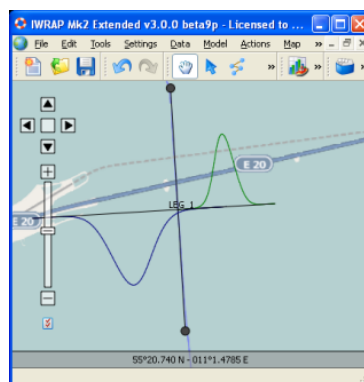 IWRAP Mk2 Extended v3.0.0 beta9p - Licensed to ...
File Edit Tools Settings Data Model Actions Map » 
» »
E 20
LEG_1
E 20
55°20.740 N - 011°1.4785 E